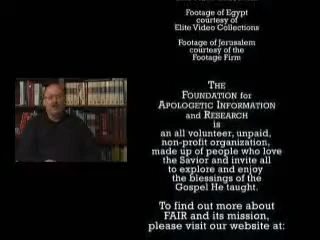 Footage of Egypt
courtesy of
Elite Video Collections
Footage of Jerusalem
courtesy of the
Footage Firm
THE
FOUNDATION for
APOLOGETIC INFORMATION
and RESEARCH
is
an all volunteer, unpaid,
non-profit organization,
made up of people who love
the Savior and invite all
to explore and enjoy
the blessings of the
Gospel He taught.
To find out more about
FAIR and its mission,
please visit our website at: